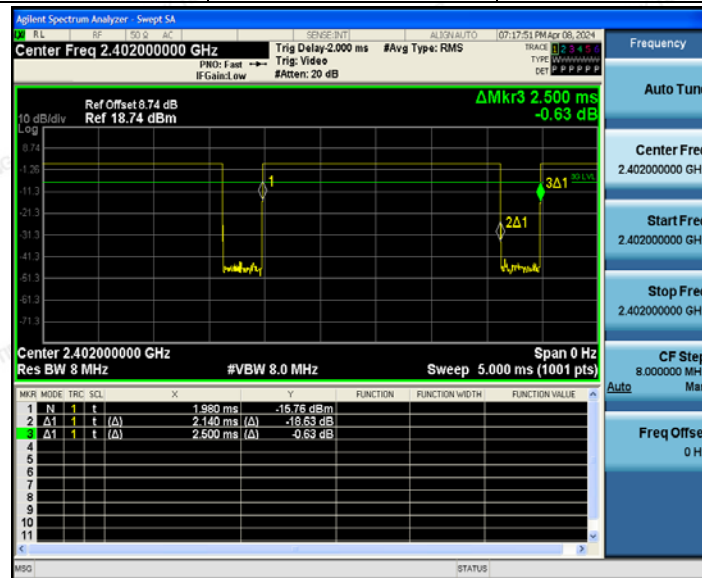 Agilent Spectrum Analyzer - Swept SA
RL RF 50 Ω AC SENSE:INT ALIGN AUTO 07:17:51 PM Apr 08, 2024
Center Freq 2.402000000 GHz
PNO: Fast
IFGain:Low
Trig Delay-2.000 ms
Trig: Video
#Atten: 20 dB
#Avg Type: RMS
TRACE 1 2 3 4 5 6
TYPE
DET P P P P P P
ΔMkr3 2.500 ms
-0.63 dB
Ref Offset 8.74 dB
10 dB/div Ref 18.74 dBm
Log
8.74
-1.26
-11.3
-21.3
-31.3
-41.3
-51.3
-61.3
-71.3
1
2Δ1
3Δ1
Center 2.402000000 GHz Span 0 Hz
Res BW 8 MHz #VBW 8.0 MHz Sweep 5.000 ms (1001 pts)
MKR MODE TRC SCL X Y FUNCTION FUNCTION WIDTH FUNCTION VALUE
1 N 1 t 1.980 ms -15.76 dBm
2 Δ1 1 t (Δ) 2.140 ms (Δ) -18.63 dB
3 Δ1 1 t (Δ) 2.500 ms (Δ) -0.63 dB
4
5
6
7
8
9
10
11
MSG STATUS
Frequency
Auto Tun
Center Fre
2.402000000 GH
Start Fre
2.402000000 GH
Stop Fre
2.402000000 GH
CF Ste
8.000000 MH
Auto Ma
Freq Offse
0 H